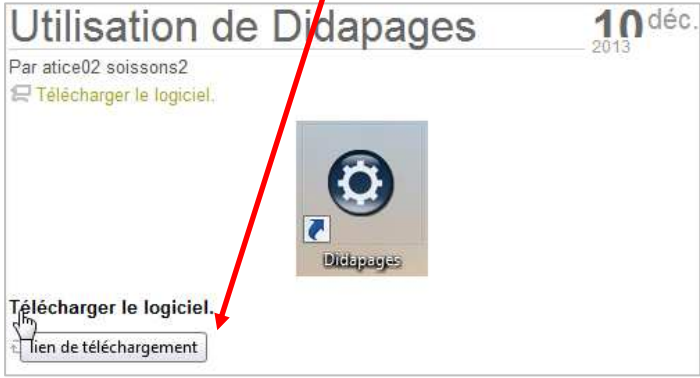 Utilisation de Didapages
10 déc.
2013
Par atice02 soissons2
Télécharger le logiciel.
Didapages
Télécharger le logiciel.
lien de téléchargement